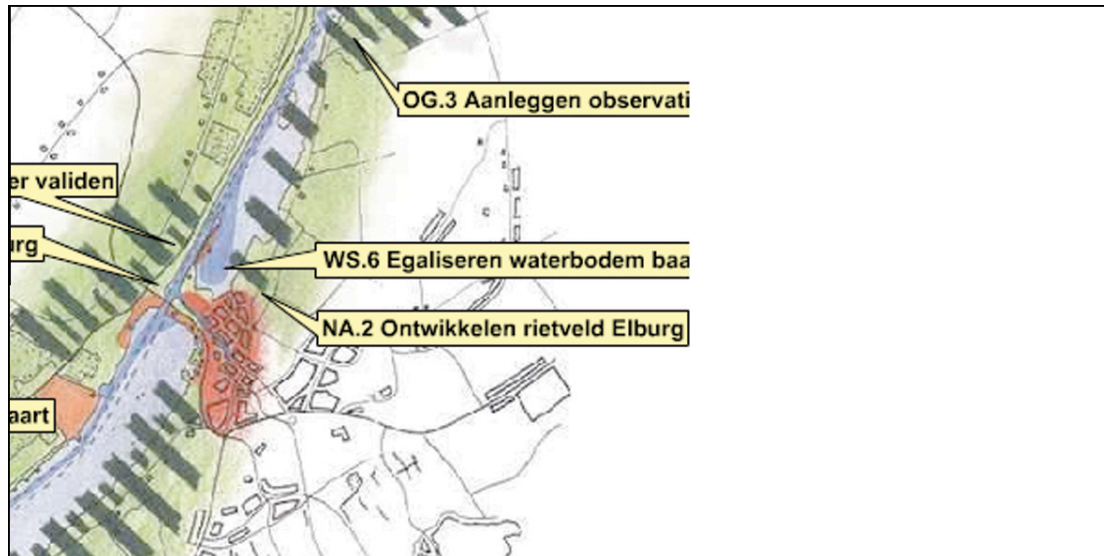 OG.3 Aanleggen observati
er validen
urg
WS.6 Egaliseren waterbodem baa
NA.2 Ontwikkelen rietveld Elburg
aart